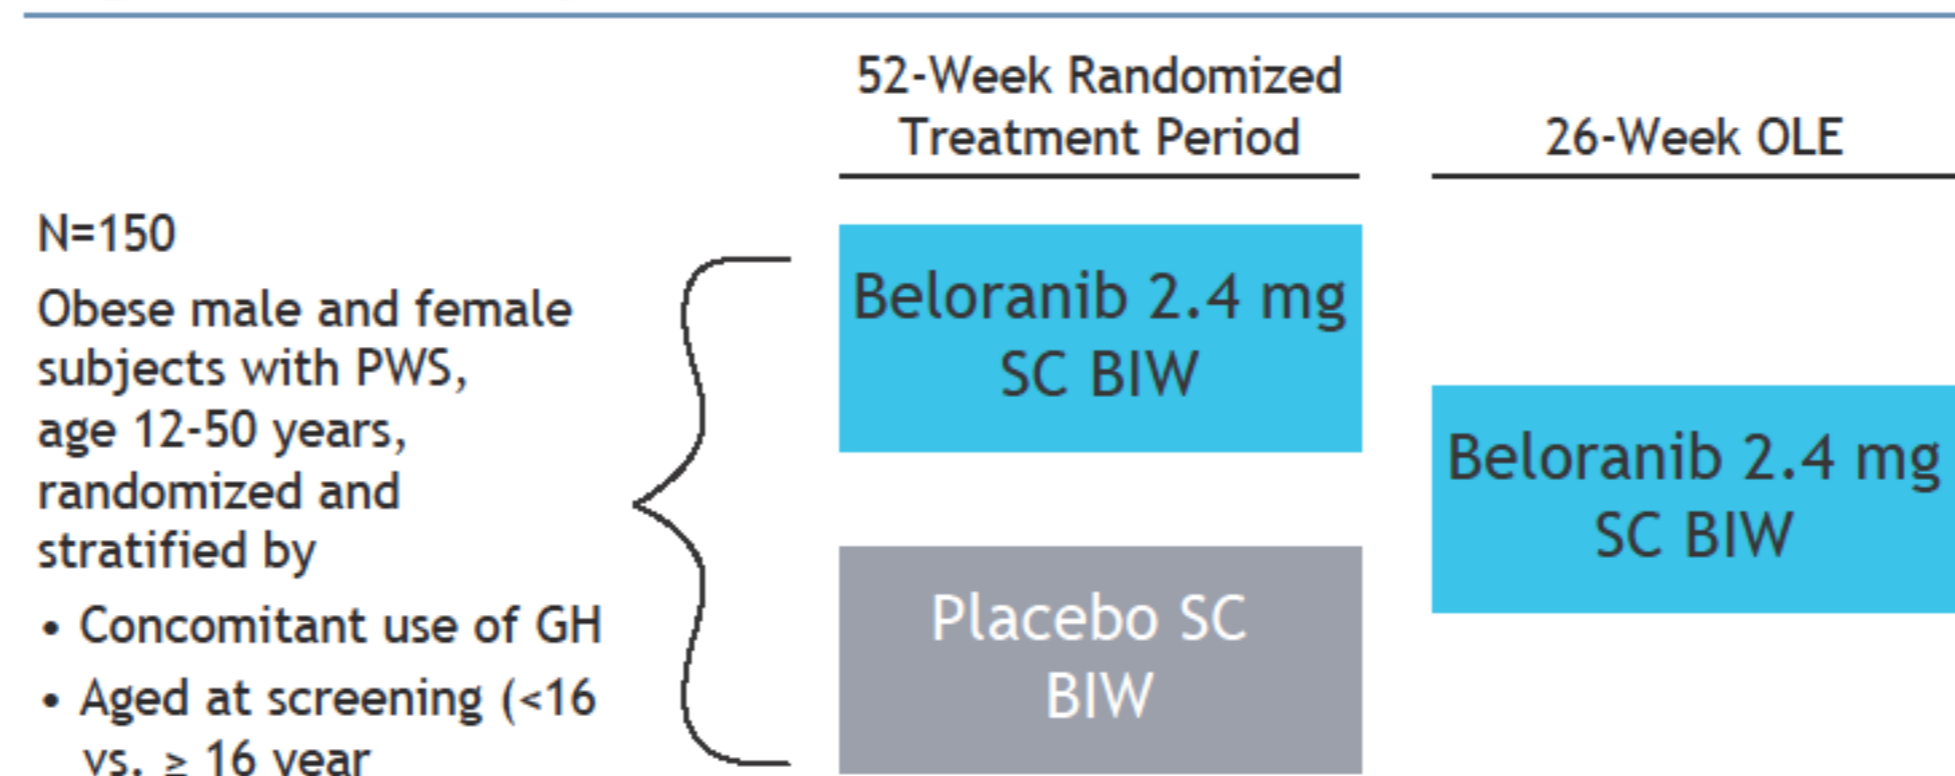 52-Week Randomized
Treatment Period
26-Week OLE
N=150
Obese male and female
subjects with PWS,
age 12-50 years,
randomized and
stratified by
• Concomitant use of GH
• Aged at screening (<16
vs. ≥ 16 year
Beloranib 2.4 mg
SC BIW
Placebo SC
BIW
Beloranib 2.4 mg
SC BIW